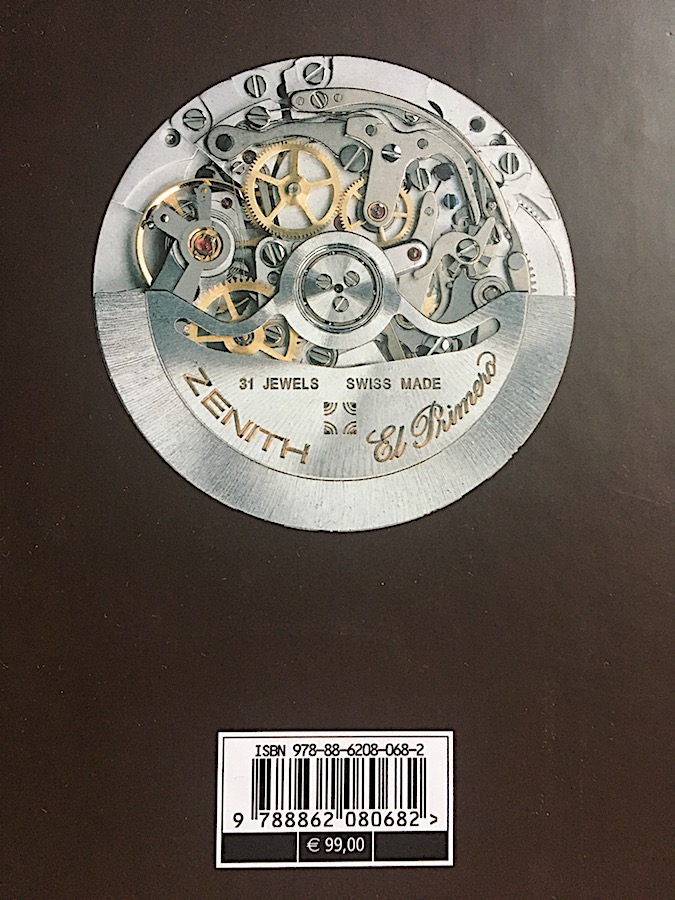 31 JEWELS SWISS MADE
ZENITH El Primero
ISBN 978-88-6208-068-2
9 788862 080682 >
€ 99,00